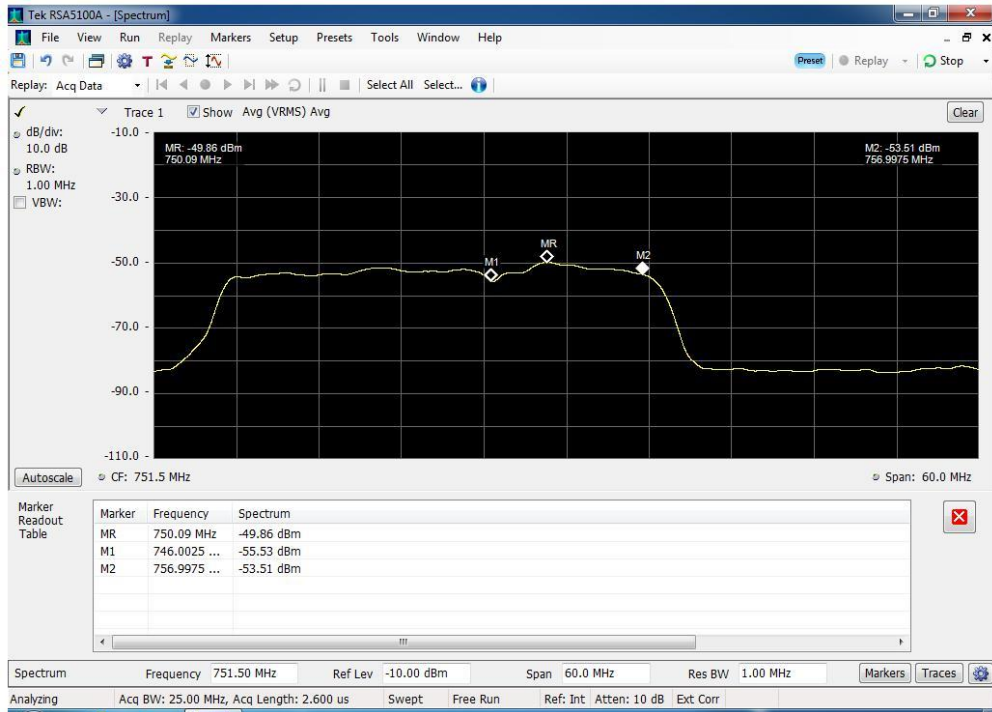 Tek RSA5100A - [Spectrum]
File View Run Replay Markers Setup Presets Tools Window Help
Preset Replay Stop
Replay: Acq Data Select All Select...
Trace 1 Show Avg (VRMS) Avg Clear
dB/div:
10.0 dB
RBW:
1.00 MHz
VBW:
-10.0
-30.0
-50.0
-70.0
-90.0
-110.0
MR: -49.86 dBm
750.09 MHz
M2: -53.51 dBm
756.9975 MHz
M1
MR
M2
Autoscale CF: 751.5 MHz Span: 60.0 MHz
Marker
Readout
Table
Marker Frequency Spectrum
MR 750.09 MHz -49.86 dBm
M1 746.0025 ... -55.53 dBm
M2 756.9975 ... -53.51 dBm
Spectrum Frequency 751.50 MHz Ref Lev -10.00 dBm Span 60.0 MHz Res BW 1.00 MHz Markers Traces
Analyzing Acq BW: 25.00 MHz, Acq Length: 2.600 us Swept Free Run Ref: Int Atten: 10 dB Ext Corr